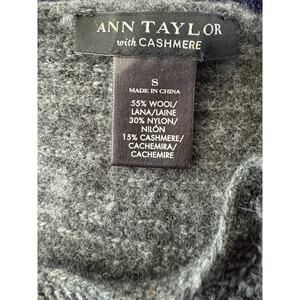 ANN TAYLOR
with CASHMERE
S
MADE IN CHINA
55% WOOL/
LANA/LAINE
30% NYLON/
NILÓN
15% CASHMERE/
CACHEMIRA/
CACHEMIRE